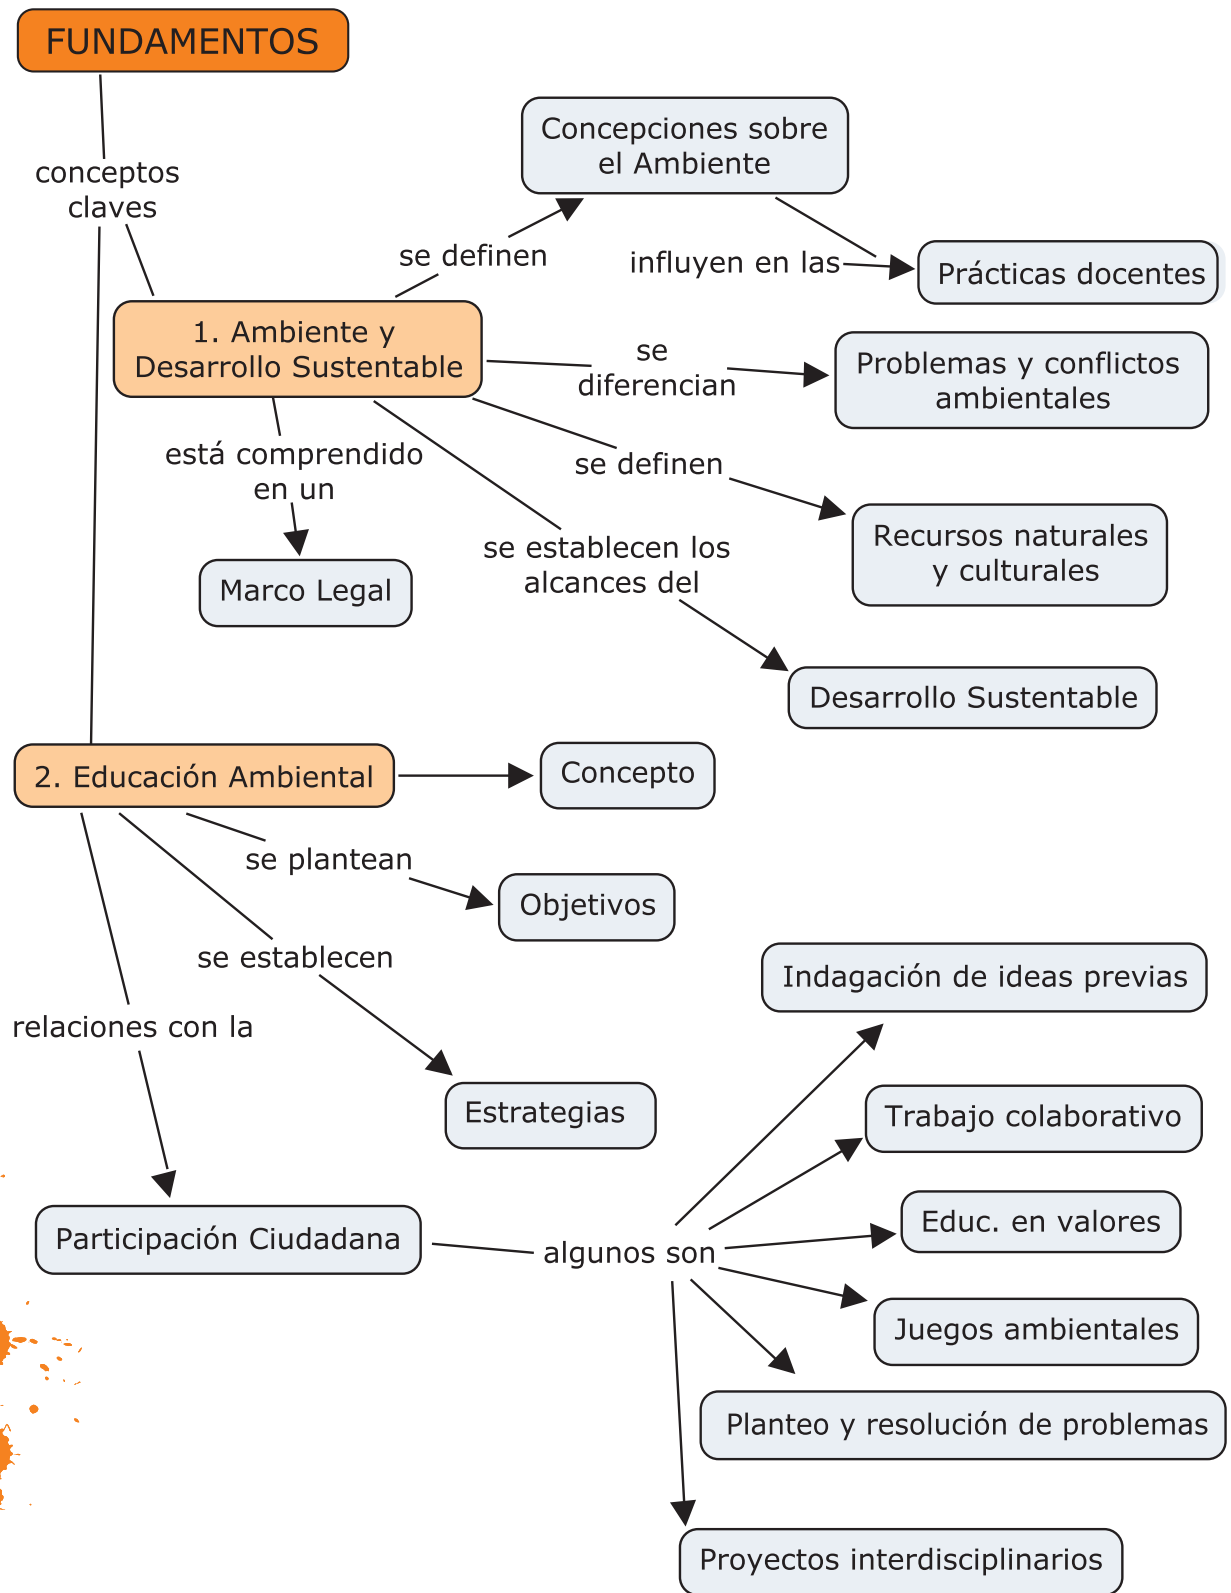 FUNDAMENTOS
conceptos
claves
Concepciones sobre
el Ambiente
se definen
influyen en las
Prácticas docentes
1. Ambiente y
Desarrollo Sustentable
se
diferencian
Problemas y conflictos
ambientales
está comprendido
en un
se definen
Recursos naturales
y culturales
se establecen los
alcances del
Marco Legal
Desarrollo Sustentable
2. Educación Ambiental
Concepto
se plantean
Objetivos
se establecen
Indagación de ideas previas
relaciones con la
Estrategias
Trabajo colaborativo
Participación Ciudadana
algunos son
Educ. en valores
Juegos ambientales
Planteo y resolución de problemas
Proyectos interdisciplinarios